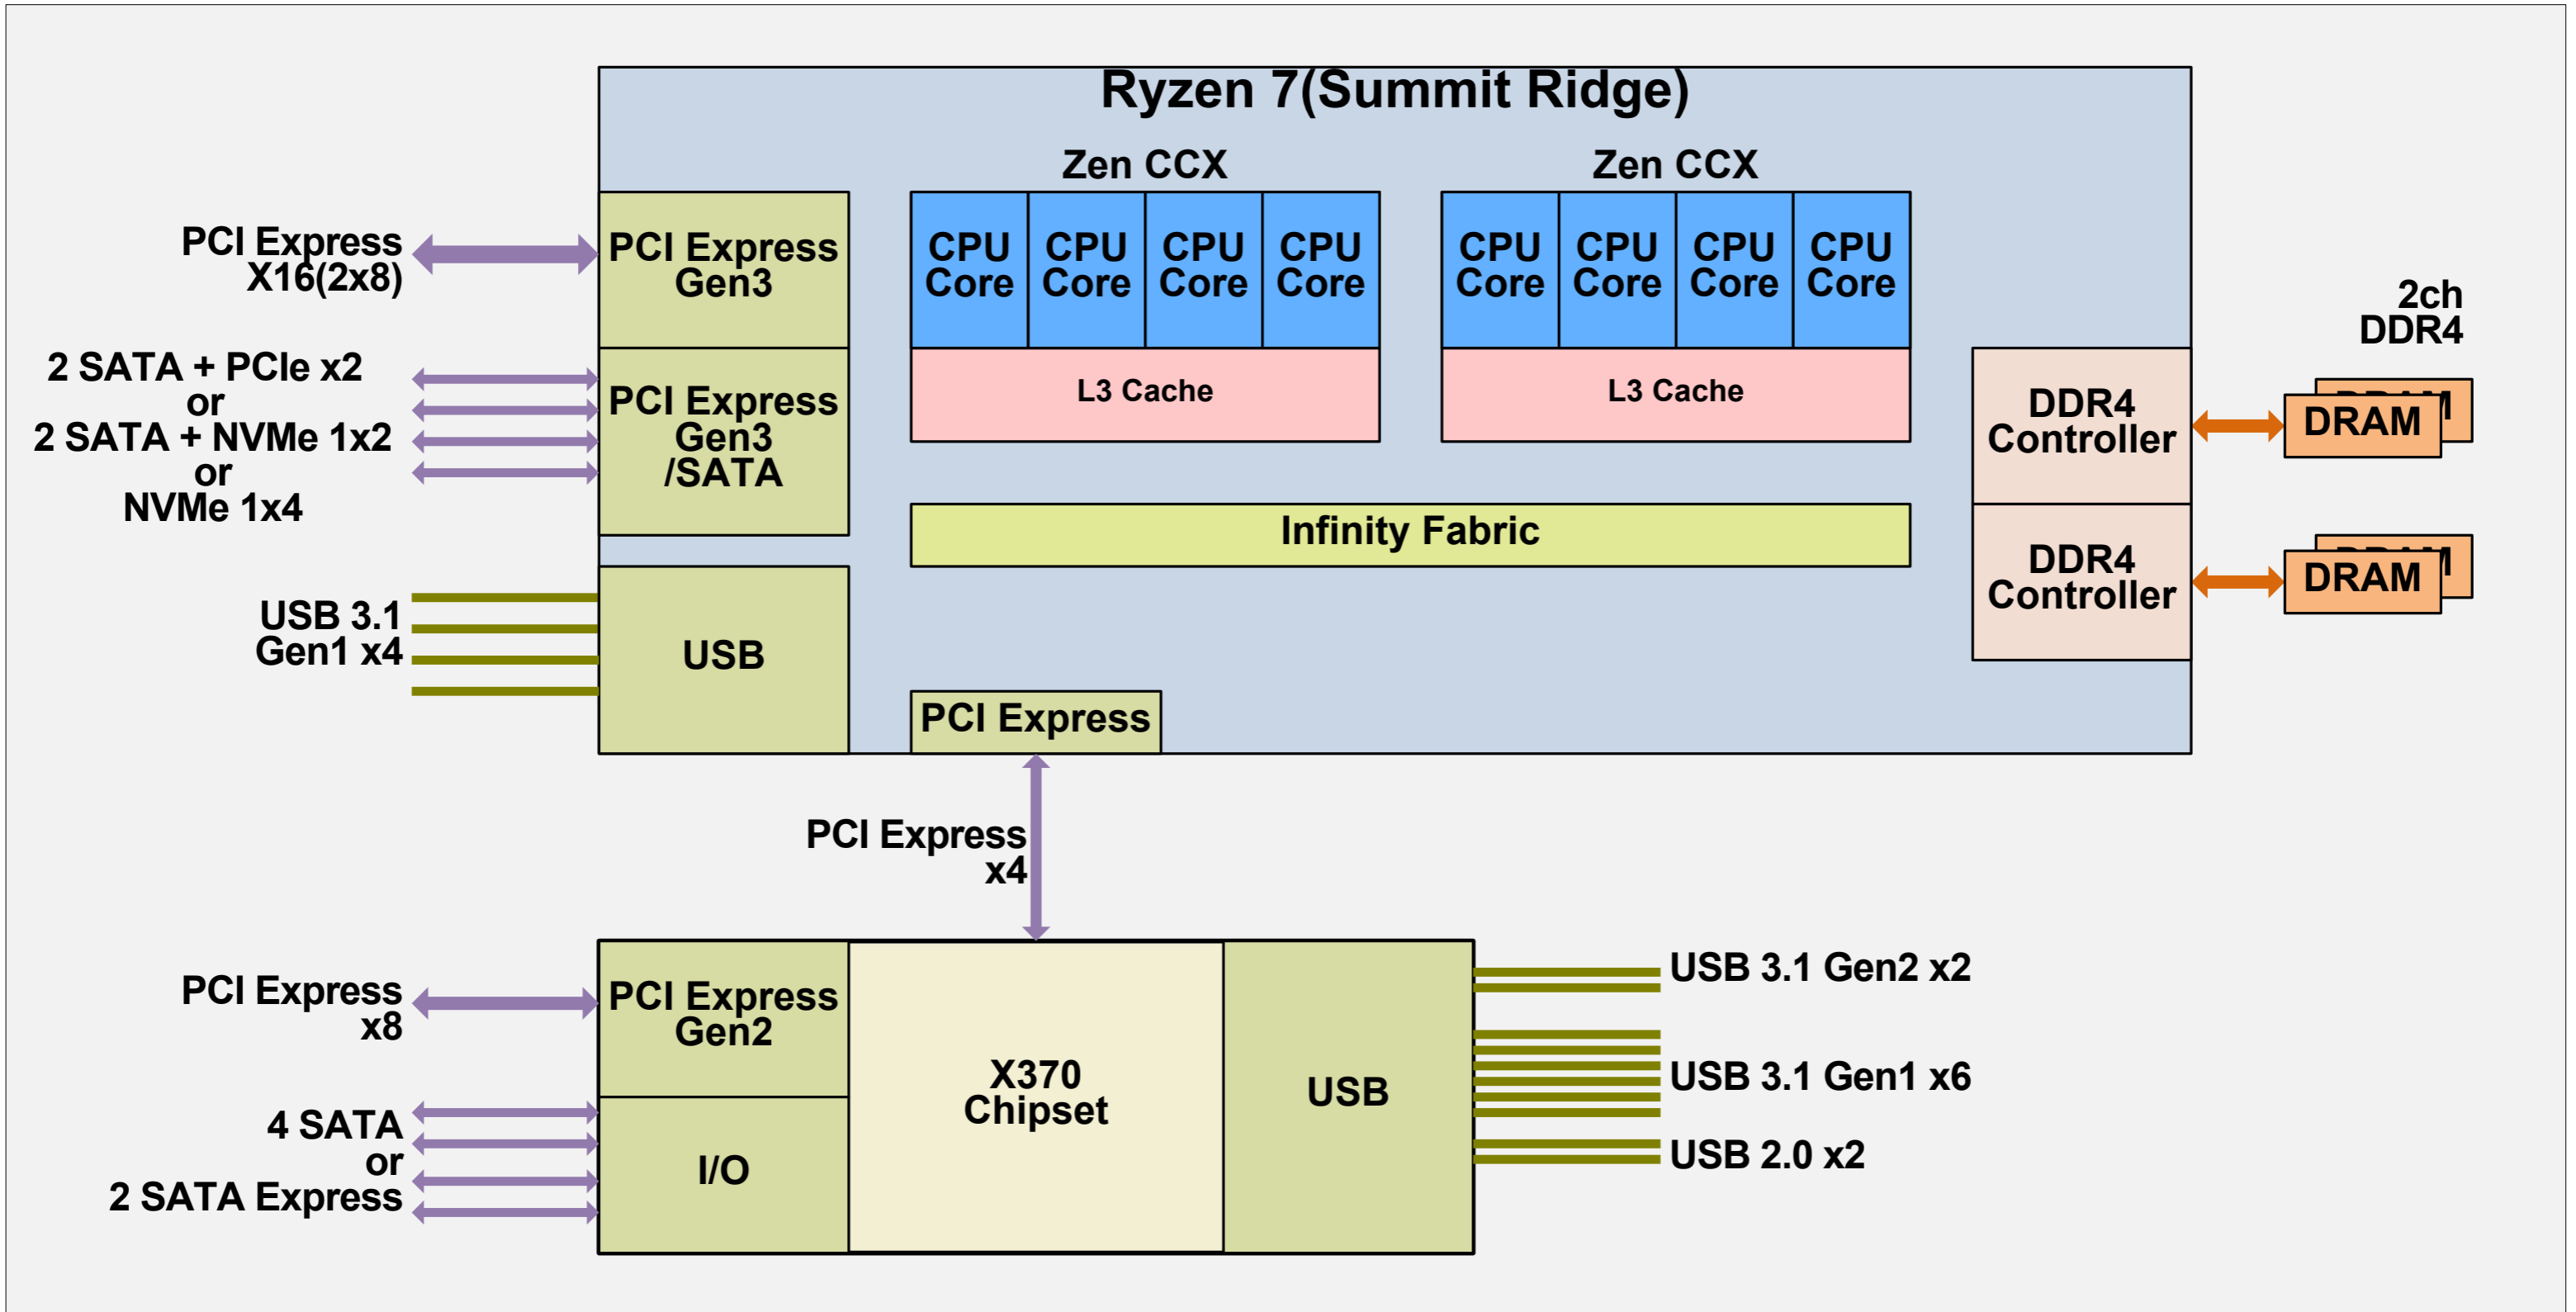 Ryzen 7(Summit Ridge)
Zen CCX
Zen CCX
PCI Express
X16(2x8)
PCI Express
Gen3
CPU
Core
CPU
Core
CPU
Core
CPU
Core
CPU
Core
CPU
Core
CPU
Core
CPU
Core
2ch
DDR4
2 SATA + PCIe x2
or
2 SATA + NVMe 1x2
or
NVMe 1x4
PCI Express
Gen3
/SATA
L3 Cache
L3 Cache
DDR4
Controller
DRAM
DRAM
Infinity Fabric
DDR4
Controller
DRAM
DRAM
USB 3.1
Gen1 x4
USB
PCI Express
PCI Express
x4
PCI Express
x8
PCI Express
Gen2
X370
Chipset
USB
USB 3.1 Gen2 x2
USB 3.1 Gen1 x6
USB 2.0 x2
4 SATA
or
2 SATA Express
I/O